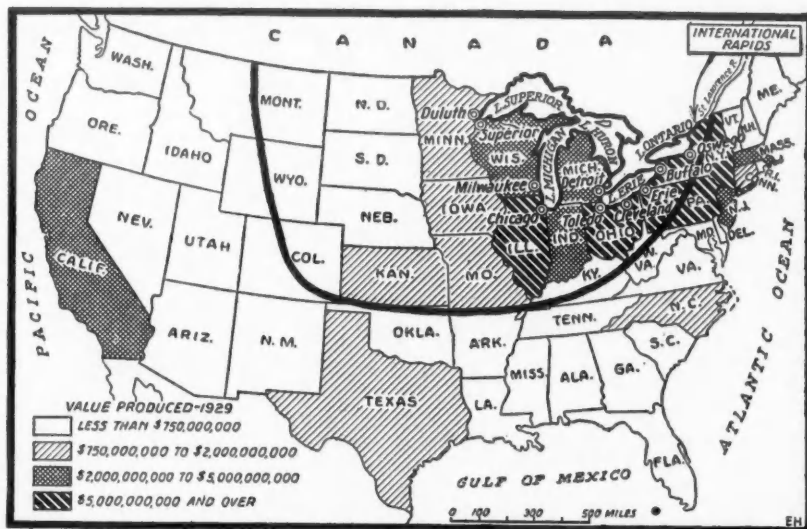 CANADA
INTERNATIONAL
RAPIDS
St. Lawrence R.
OCEAN
PACIFIC
WASH.
ORE.
IDAHO
MONT.
WYO.
N. D.
S. D.
NEB.
NEV.
UTAH
COL.
CALIF.
ARIZ.
N. M.
KAN.
OKLA.
TEXAS
MINN.
IOWA
MO.
ARK.
LA.
Duluth
Superior
WIS.
Milwaukee
Chicago
ILL.
L. SUPERIOR
L. MICHIGAN
L. HURON
MICH.
Detroit
Toledo
IND.
OHIO
Cleveland
Erie
L. ERIE
Buffalo
L. ONTARIO
Oswego
N.Y.
PA.
VT.
N.H.
ME.
MASS.
R.I.
CONN.
N.J.
DEL.
MD.
W.
VA.
VA.
KY.
TENN.
N.C.
S.C.
MISS.
ALA.
GA.
FLA.
ATLANTIC OCEAN
GULF OF MEXICO
VALUE PRODUCED-1929
LESS THAN $750,000,000
$750,000,000 TO $2,000,000,000
$2,000,000,000 TO $5,000,000,000
$5,000,000,000 AND OVER
0 100 300 500 MILES
EH